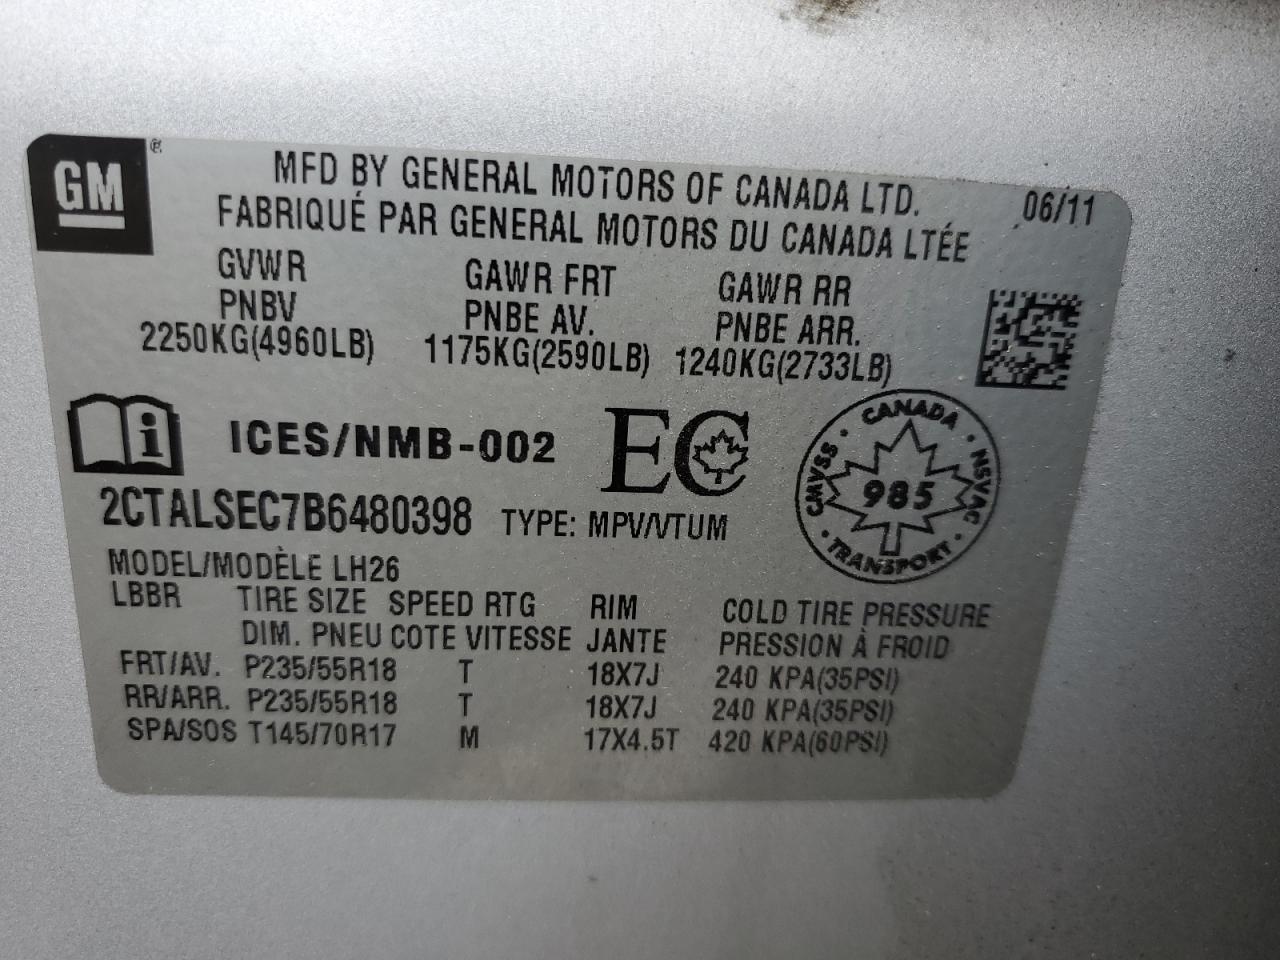 GM ®
MFD BY GENERAL MOTORS OF CANADA LTD. 06/11
FABRIQUÉ PAR GENERAL MOTORS DU CANADA LTÉE
GVWR GAWR FRT GAWR RR
PNBV PNBE AV. PNBE ARR.
2250KG(4960LB) 1175KG(2590LB) 1240KG(2733LB)
i ICES/NMB-002 EC
CANADA
CMVSS 985 NSVAC
TRANSPORT
2CTALSEC7B6480398 TYPE: MPV/VTUM
MODEL/MODÈLE LH26
LBBR TIRE SIZE SPEED RTG RIM COLD TIRE PRESSURE
DIM. PNEU COTE VITESSE JANTE PRESSION À FROID
FRT/AV. P235/55R18 T 18X7J 240 KPA(35PSI)
RR/ARR. P235/55R18 T 18X7J 240 KPA(35PSI)
SPA/SOS T145/70R17 M 17X4.5T 420 KPA(60PSI)